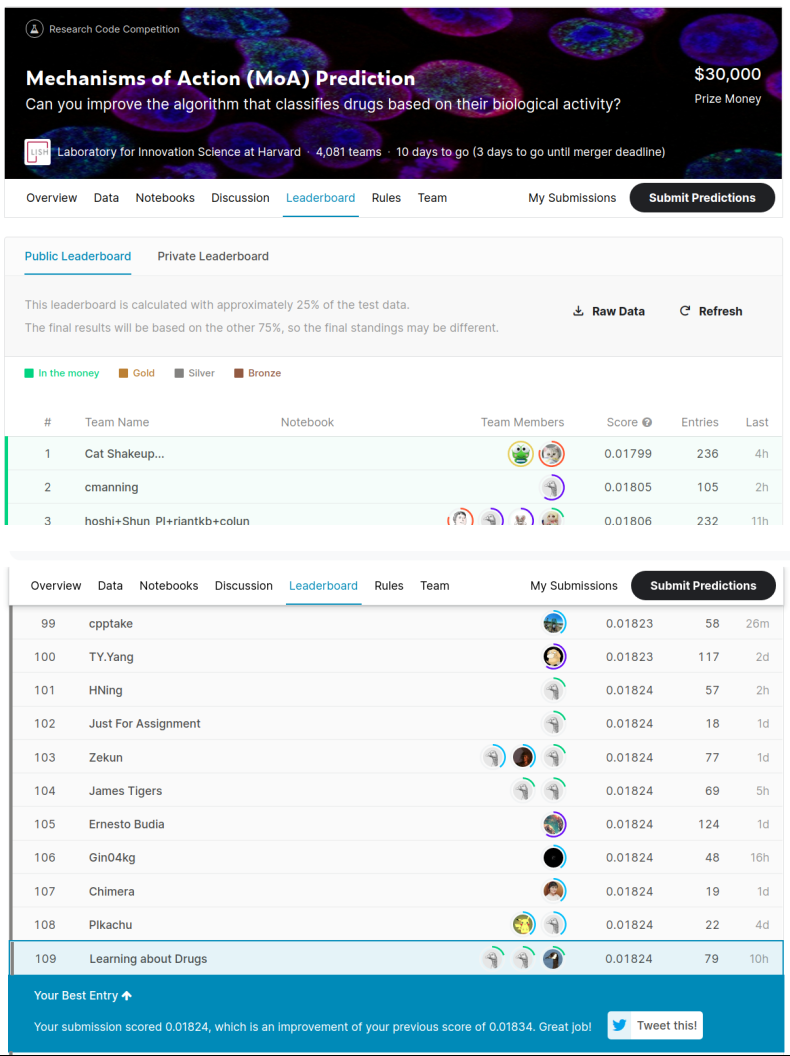 Research Code Competition
Mechanisms of Action (MoA) Prediction
Can you improve the algorithm that classifies drugs based on their biological activity?
$30,000
Prize Money
LISH Laboratory for Innovation Science at Harvard · 4,081 teams · 10 days to go (3 days to go until merger deadline)
Overview Data Notebooks Discussion Leaderboard Rules Team My Submissions Submit Predictions
Public Leaderboard Private Leaderboard
This leaderboard is calculated with approximately 25% of the test data.
The final results will be based on the other 75%, so the final standings may be different.
Raw Data Refresh
In the money Gold Silver Bronze
# Team Name Notebook Team Members Score Entries Last
1 Cat Shakeup... 0.01799 236 4h
2 cmanning 0.01805 105 2h
3 hoshi+Shun_PI+riantkb+colun 0.01806 232 11h
Overview Data Notebooks Discussion Leaderboard Rules Team My Submissions Submit Predictions
99 cpptake 0.01823 58 26m
100 TY.Yang 0.01823 117 2d
101 HNing 0.01824 57 2h
102 Just For Assignment 0.01824 18 1d
103 Zekun 0.01824 77 1d
104 James Tigers 0.01824 69 5h
105 Ernesto Budia 0.01824 124 1d
106 Gin04kg 0.01824 48 16h
107 Chimera 0.01824 19 1d
108 PIkachu 0.01824 22 4d
109 Learning about Drugs 0.01824 79 10h
Your Best Entry
Your submission scored 0.01824, which is an improvement of your previous score of 0.01834. Great job! Tweet this!